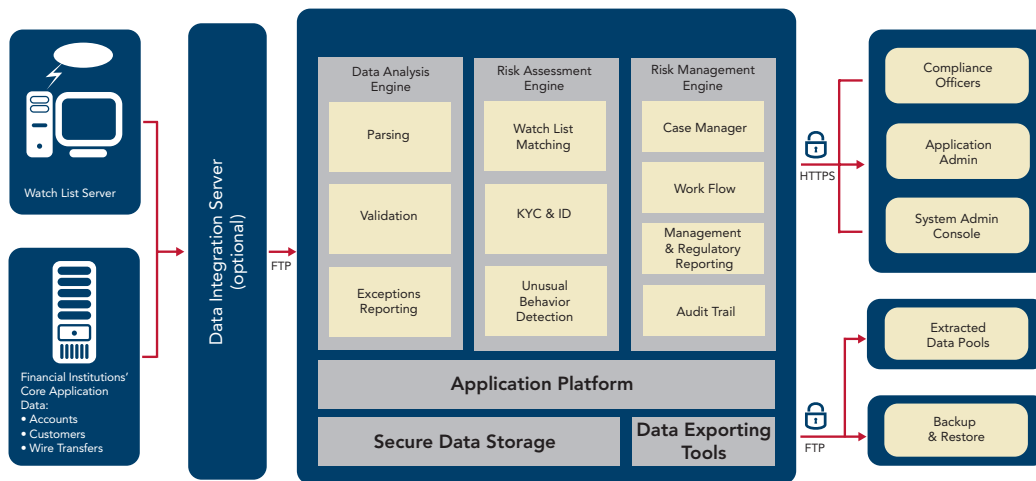 Watch List Server
Financial Institutions'
Core Application
Data:
• Accounts
• Customers
• Wire Transfers
Data Integration Server
(optional)
FTP
Data Analysis
Engine
Parsing
Validation
Exceptions
Reporting
Risk Assessment
Engine
Watch List
Matching
KYC & ID
Unusual
Behavior
Detection
Risk Management
Engine
Case Manager
Work Flow
Management
& Regulatory
Reporting
Audit Trail
Application Platform
Secure Data Storage
Data Exporting
Tools
HTTPS
Compliance
Officers
Application
Admin
System Admin
Console
FTP
Extracted
Data Pools
Backup
& Restore